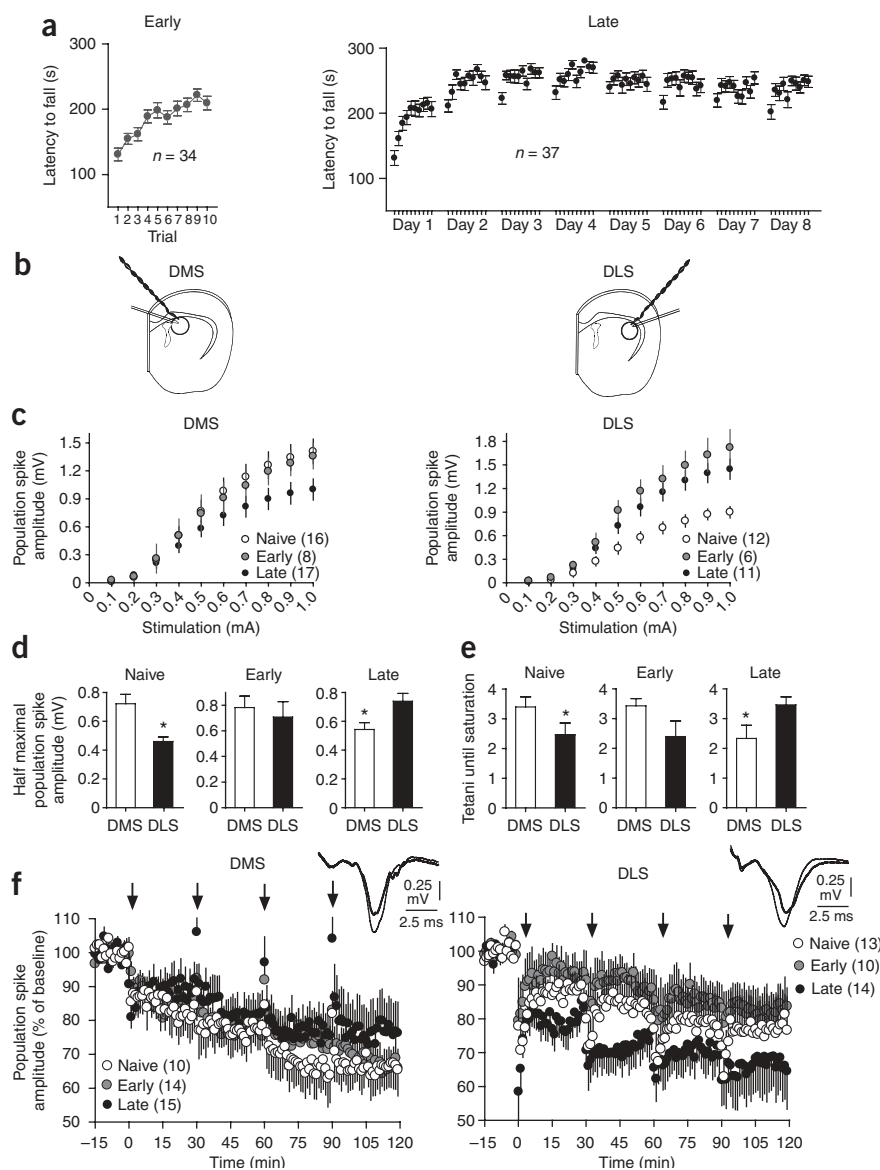 a
Early
Late
Latency to fall (s)
300
200
100
n = 34
1 2 3 4 5 6 7 8 9 10
Trial
Latency to fall (s)
300
200
100
n = 37
Day 1 Day 2 Day 3 Day 4 Day 5 Day 6 Day 7 Day 8
b
DMS
DLS
c
DMS
Population spike
amplitude (mV)
1.5
1.2
0.9
0.6
0.3
0
Naive (16)
Early (8)
Late (17)
0 0.1 0.2 0.3 0.4 0.5 0.6 0.7 0.8 0.9 1.0
Stimulation (mA)
DLS
Population spike
amplitude (mV)
1.8
1.5
1.2
0.9
0.6
0.3
0
Naive (12)
Early (6)
Late (11)
0 0.1 0.2 0.3 0.4 0.5 0.6 0.7 0.8 0.9 1.0
Stimulation (mA)
d
Half maximal
population spike
amplitude (mV)
Naive
0.8
0.6
0.4
0.2
0
*
DMS DLS
Early
0.8
0.6
0.4
0.2
0
DMS DLS
Late
0.8
0.6
0.4
0.2
0
*
DMS DLS
e
Tetani until saturation
Naive
4
3
2
1
0
*
DMS DLS
Early
4
3
2
1
0
DMS DLS
Late
4
3
2
1
0
*
DMS DLS
f
DMS
0.25
mV
2.5 ms
Population spike
amplitude (% of baseline)
110
100
90
80
70
60
50
Naive (10)
Early (14)
Late (15)
–15 0 15 30 45 60 75 90 105 120
Time (min)
DLS
0.25
mV
2.5 ms
110
100
90
80
70
60
50
Naive (13)
Early (10)
Late (14)
–15 0 15 30 45 60 75 90 105 120
Time (min)